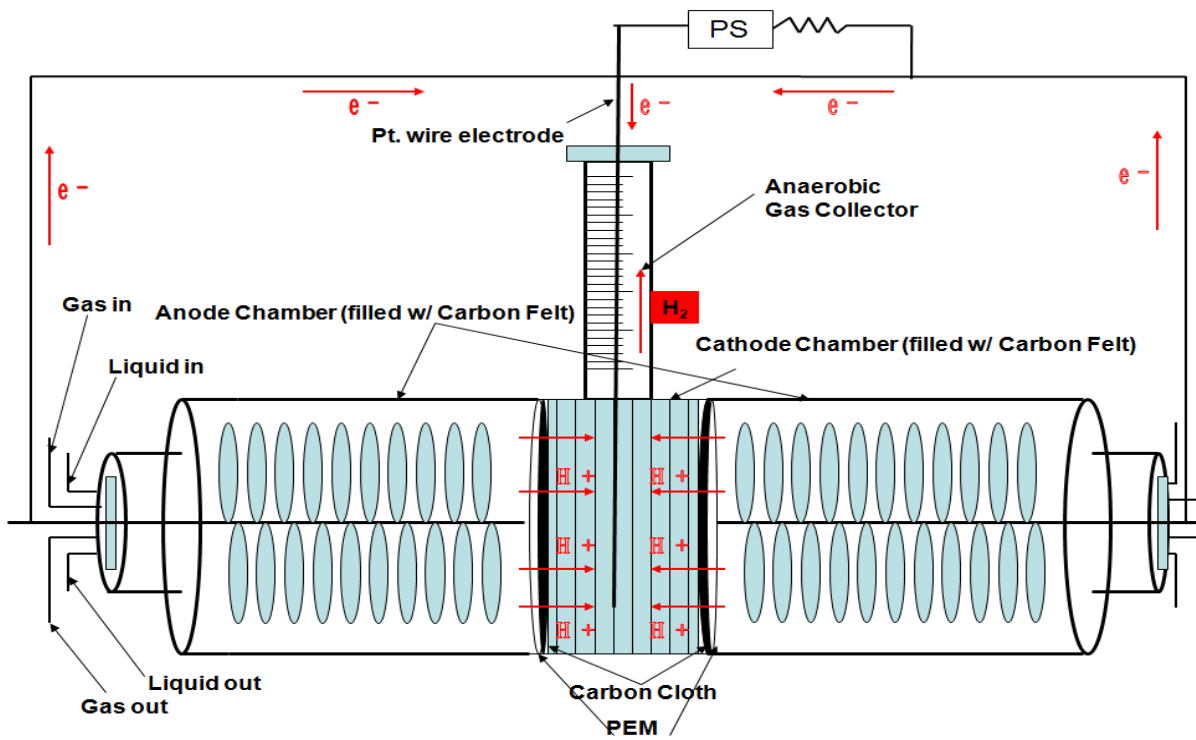 PS
e –
e –
e –
Pt. wire electrode
e –
e –
Anaerobic
Gas Collector
Gas in
Anode Chamber (filled w/ Carbon Felt)
H2
Cathode Chamber (filled w/ Carbon Felt)
Liquid in
H +
H +
H +
H +
H +
H +
Liquid out
Carbon Cloth
Gas out
PEM